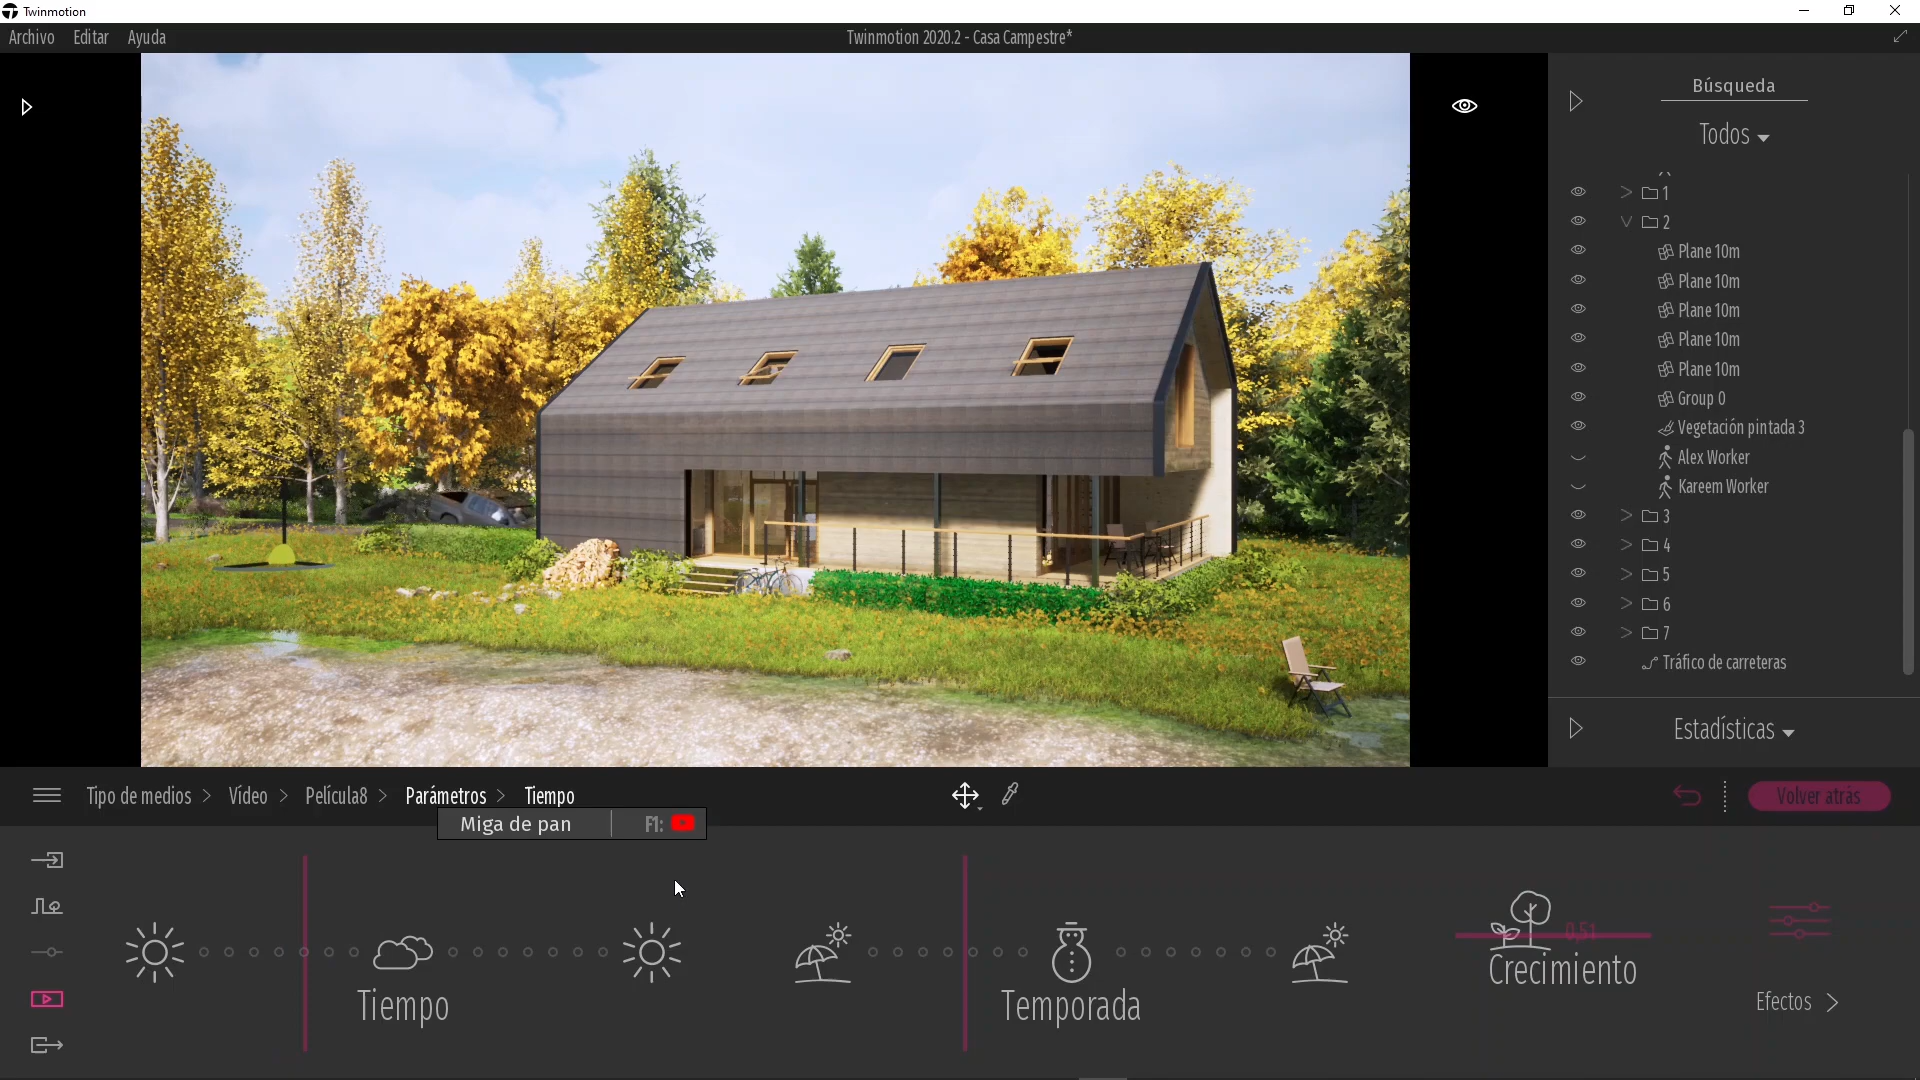 Twinmotion
Archivo Editar Ayuda
Twinmotion 2020.2 - Casa Campestre*
Búsqueda
Todos
1
2
Plane 10m
Plane 10m
Plane 10m
Plane 10m
Plane 10m
Group 0
Vegetación pintada 3
Alex Worker
Kareem Worker
3
4
5
6
7
Tráfico de carreteras
Estadísticas
Tipo de medios > Vídeo > Película8 > Parámetros > Tiempo
Volver atrás
Miga de pan F1:
0,51
Tiempo
Temporada
Crecimiento
Efectos >